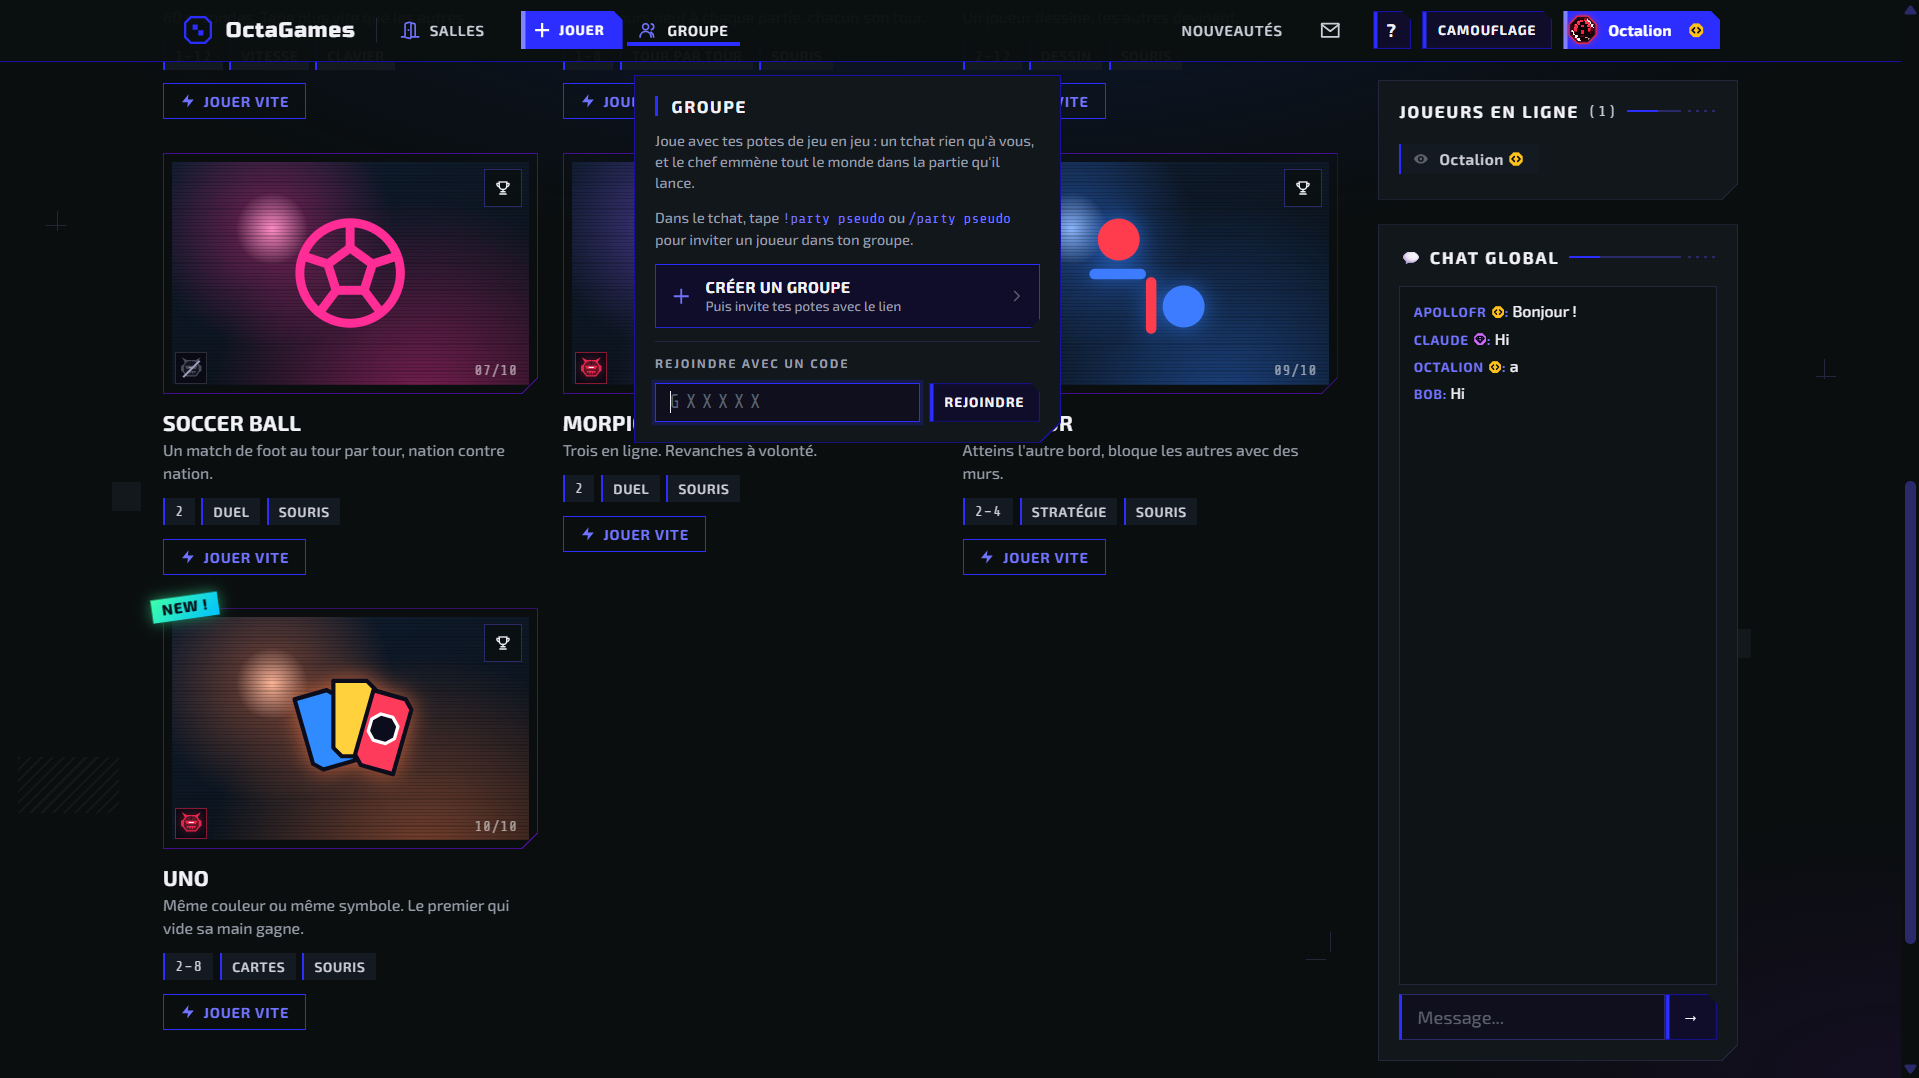 OctaGames
SALLES
JOUER
GROUPE
NOUVEAUTÉS
?
CAMOUFLAGE
Octalion
VITESSE
CLAVIER
TOUR PAR TOUR
SOURIS
DESSIN
SOURIS
JOUER VITE
GROUPE
Joue avec tes potes de jeu en jeu : un tchat rien qu'à vous,
et le chef emmène tout le monde dans la partie qu'il
lance.
Dans le tchat, tape !party pseudo ou /party pseudo
pour inviter un joueur dans ton groupe.
CRÉER UN GROUPE
Puis invite tes potes avec le lien
REJOINDRE AVEC UN CODE
GXXXXX
REJOINDRE
07/10
SOCCER BALL
Un match de foot au tour par tour, nation contre
nation.
2
DUEL
SOURIS
JOUER VITE
Trois en ligne. Revanches à volonté.
2
DUEL
SOURIS
JOUER VITE
09/10
Atteins l'autre bord, bloque les autres avec des
murs.
2-4
STRATÉGIE
SOURIS
JOUER VITE
NEW !
10/10
UNO
Même couleur ou même symbole. Le premier qui
vide sa main gagne.
2-8
CARTES
SOURIS
JOUER VITE
JOUEURS EN LIGNE (1)
Octalion
CHAT GLOBAL
APOLLOFR : Bonjour !
CLAUDE : Hi
OCTALION : a
BOB: Hi
Message...
→